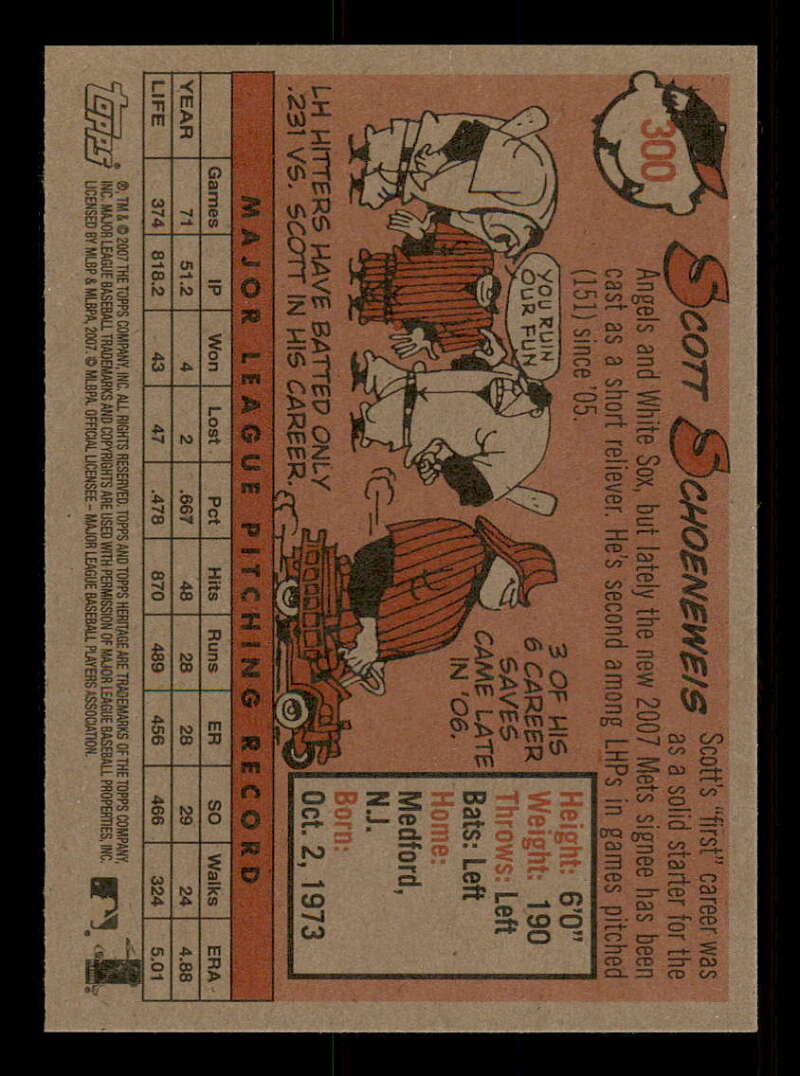 300
SCOTT SCHOENEWEIS
Scott's "first" career was
as a solid starter for the
Angels and White Sox, but lately the new 2007 Mets signee has been
cast as a short reliever. He's second among LHPs in games pitched
(151) since '05.
YOU RUIN
OUR FUN
LH HITTERS HAVE BATTED ONLY
.231 VS. SCOTT IN HIS CAREER.
3 OF HIS
6 CAREER
SAVES
CAME LATE
IN '06.
Height: 6'0"
Weight: 190
Throws: Left
Bats: Left
Home:
Medford,
N.J.
Born:
Oct. 2, 1973
MAJOR LEAGUE PITCHING RECORD
Games IP Won Lost Pct Hits Runs ER SO Walks ERA
YEAR 71 51.2 4 2 .667 48 28 28 29 24 4.88
LIFE 374 818.2 43 47 .478 870 489 456 466 324 5.01
topps®
®, TM & © 2007 THE TOPPS COMPANY, INC. ALL RIGHTS RESERVED. TOPPS AND TOPPS HERITAGE ARE TRADEMARKS OF THE TOPPS COMPANY,
INC. MAJOR LEAGUE BASEBALL TRADEMARKS AND COPYRIGHTS ARE USED WITH PERMISSION OF MAJOR LEAGUE BASEBALL PROPERTIES, INC.
LICENSED BY MLBP & MLBPA, 2007. © MLBPA. OFFICIAL LICENSEE – MAJOR LEAGUE BASEBALL PLAYERS ASSOCIATION.